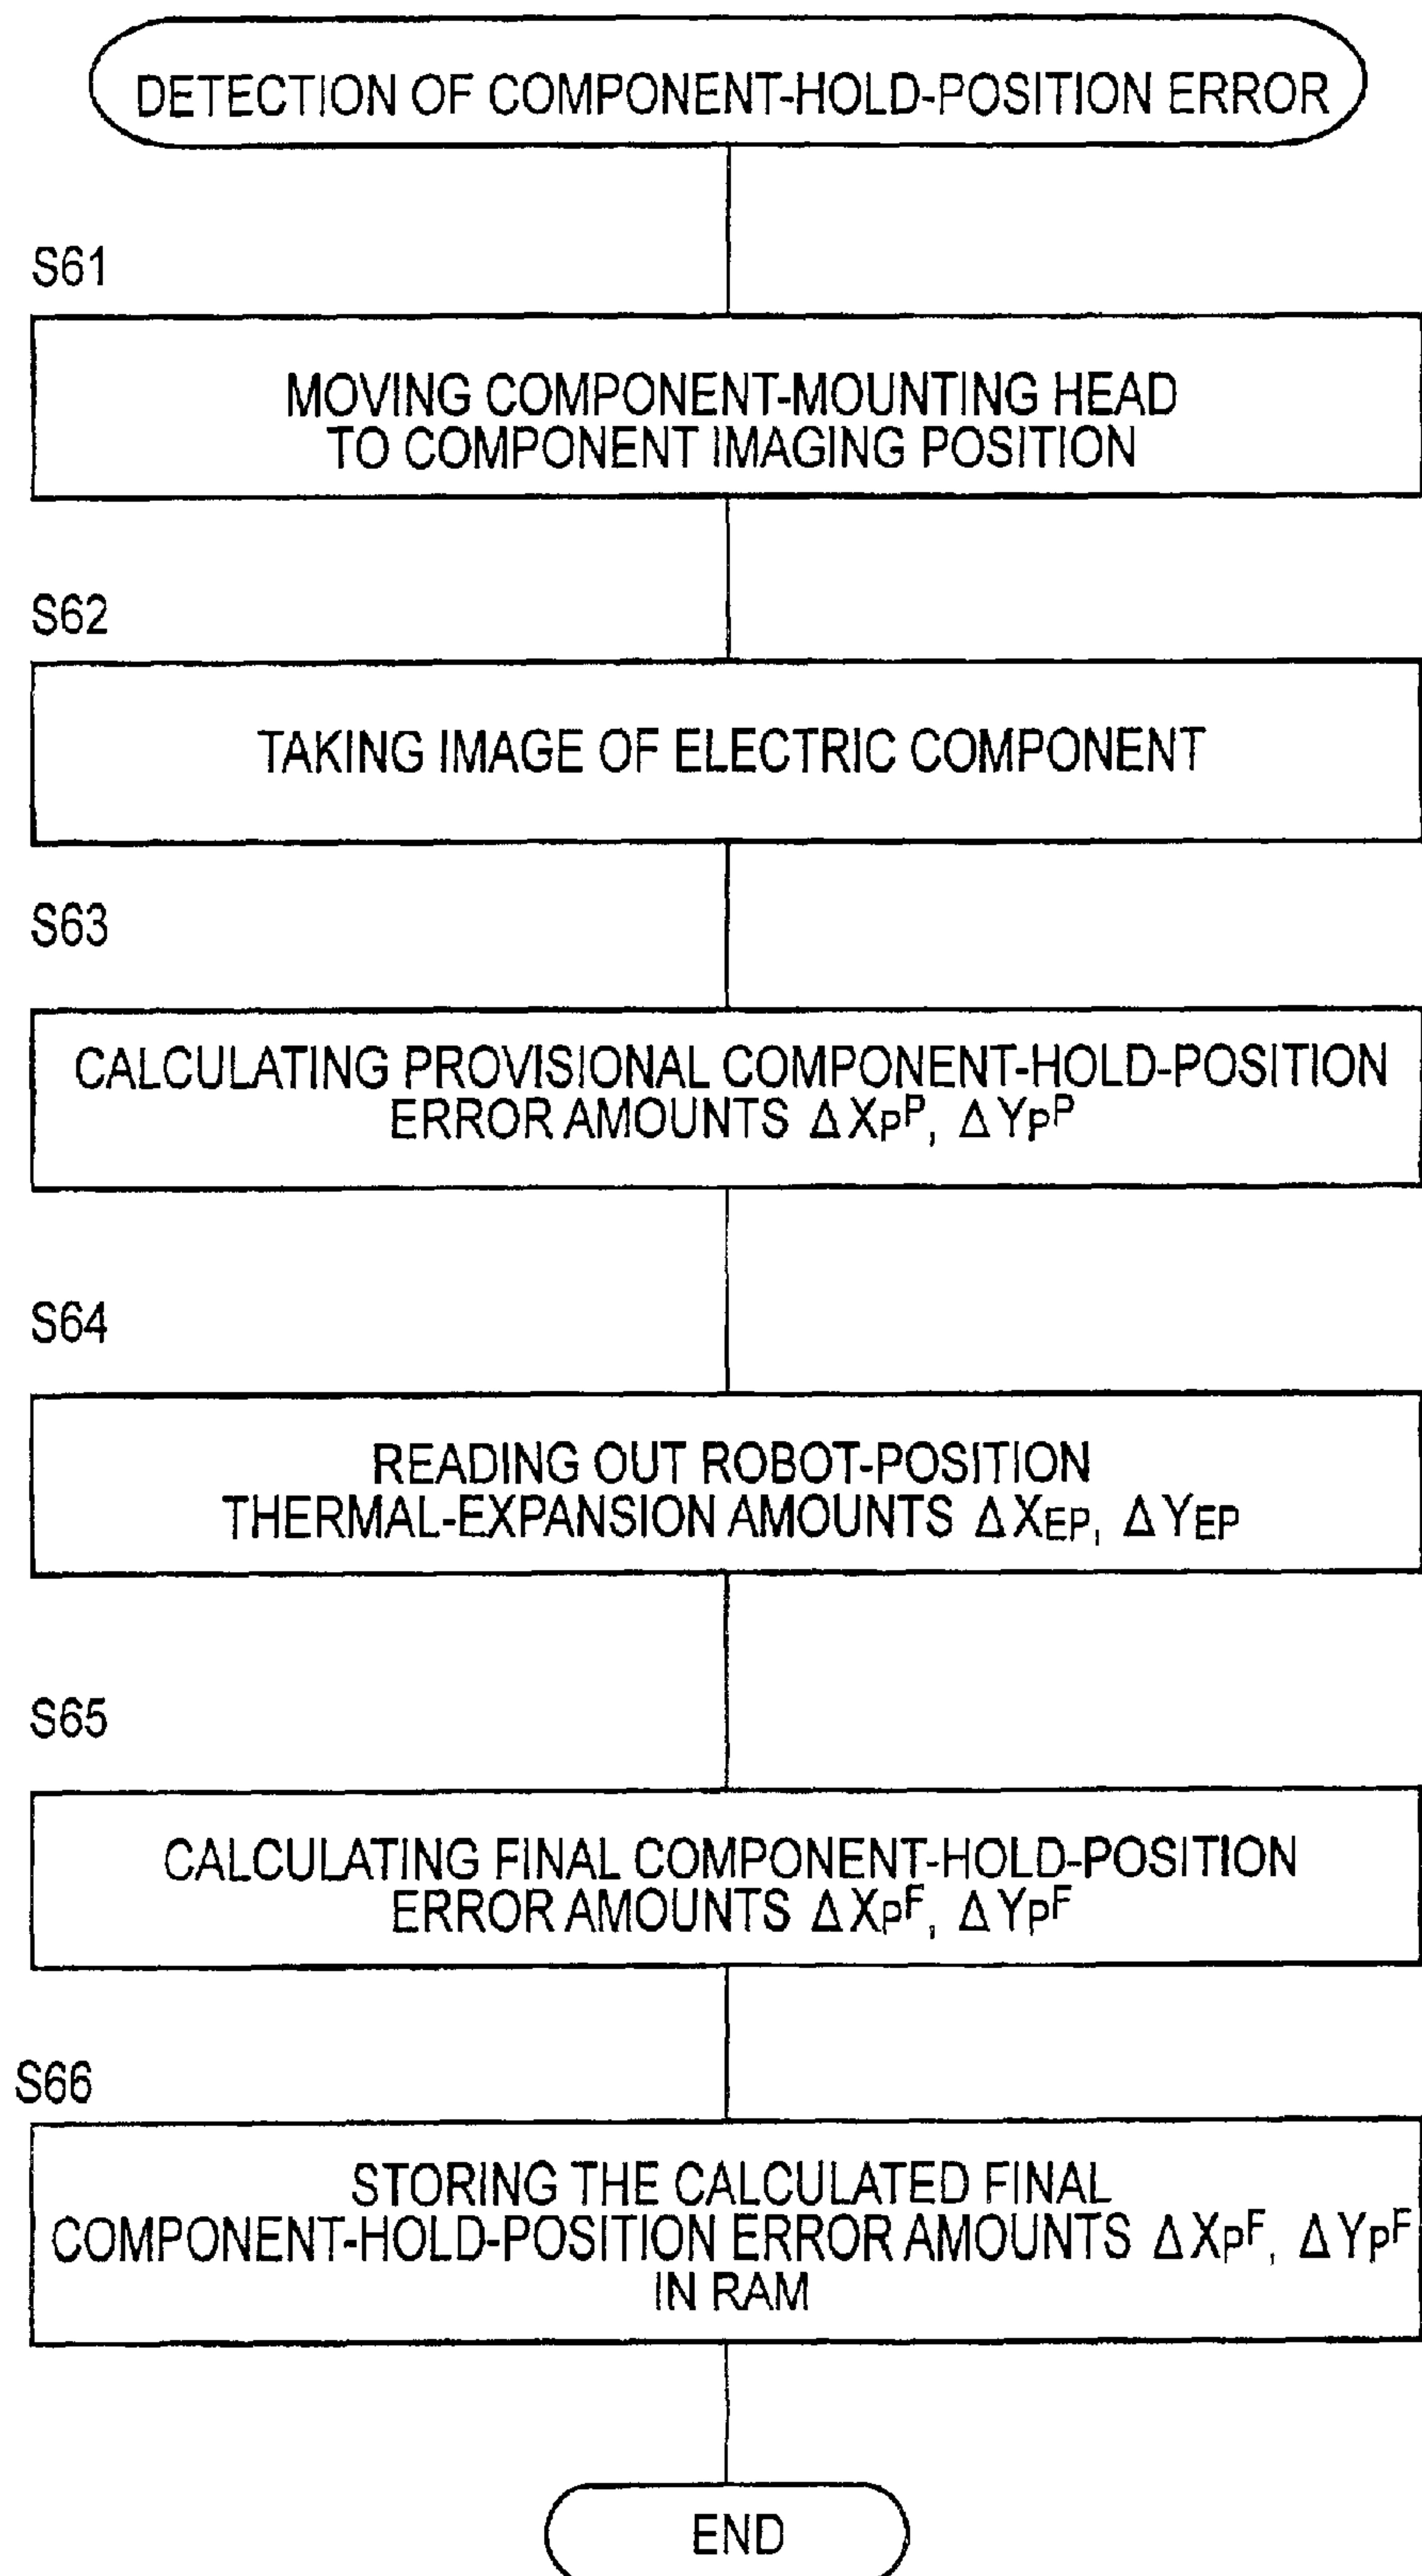 DETECTION OF COMPONENT-HOLD-POSITION ERROR
S61
MOVING COMPONENT-MOUNTING HEAD
TO COMPONENT IMAGING POSITION
S62
TAKING IMAGE OF ELECTRIC COMPONENT
S63
CALCULATING PROVISIONAL COMPONENT-HOLD-POSITION
ERROR AMOUNTS ΔXPᴾ, ΔYPᴾ
S64
READING OUT ROBOT-POSITION
THERMAL-EXPANSION AMOUNTS ΔXEP, ΔYEP
S65
CALCULATING FINAL COMPONENT-HOLD-POSITION
ERROR AMOUNTS ΔXPF, ΔYPF
S66
STORING THE CALCULATED FINAL
COMPONENT-HOLD-POSITION ERROR AMOUNTS ΔXPF, ΔYPF
IN RAM
END